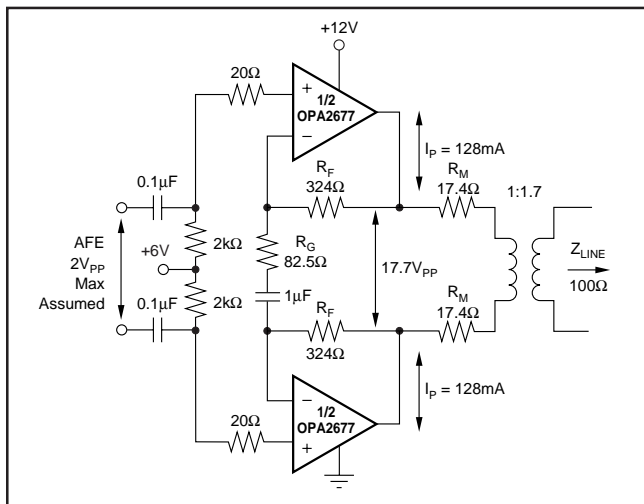 +12V
20Ω
+
1/2
OPA2677
−
I_P = 128mA
R_F
324Ω
R_M
17.4Ω
1:1.7
0.1µF
AFE
2V_PP
Max
Assumed
+6V
2kΩ
2kΩ
R_G
82.5Ω
17.7V_PP
Z_LINE
100Ω
0.1µF
1µF
R_F
324Ω
R_M
17.4Ω
I_P = 128mA
−
1/2
OPA2677
+
20Ω